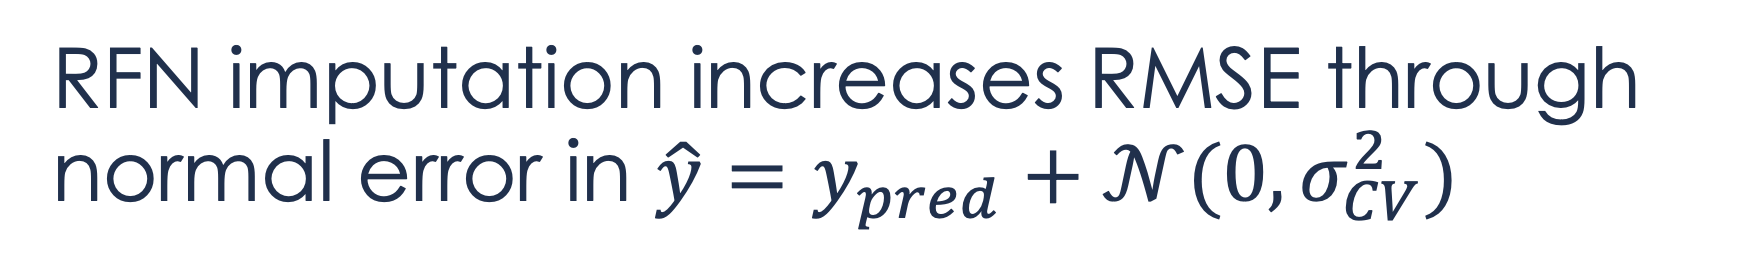 RFN imputation increases RMSE through
normal error in ŷ = y_pred + 𝒩(0, σ²_CV)